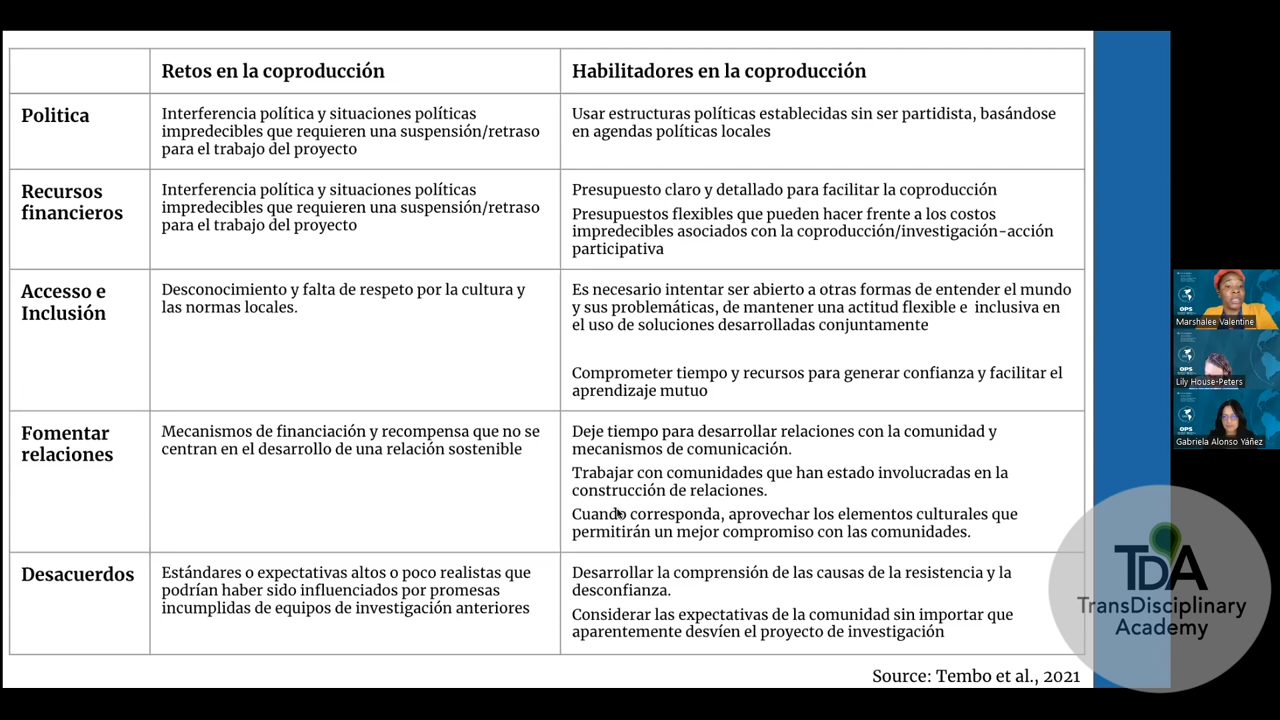 Retos en la coproducción
Habilitadores en la coproducción
Politica
Interferencia política y situaciones políticas
impredecibles que requieren una suspensión/retraso
para el trabajo del proyecto
Usar estructuras políticas establecidas sin ser partidista, basándose
en agendas políticas locales
Recursos
financieros
Interferencia política y situaciones políticas
impredecibles que requieren una suspensión/retraso
para el trabajo del proyecto
Presupuesto claro y detallado para facilitar la coproducción
Presupuestos flexibles que pueden hacer frente a los costos
impredecibles asociados con la coproducción/investigación-acción
participativa
Accesso e
Inclusión
Desconocimiento y falta de respeto por la cultura y
las normas locales.
Es necesario intentar ser abierto a otras formas de entender el mundo
y sus problemáticas, de mantener una actitud flexible e inclusiva en
el uso de soluciones desarrolladas conjuntamente
Comprometer tiempo y recursos para generar confianza y facilitar el
aprendizaje mutuo
Fomentar
relaciones
Mecanismos de financiación y recompensa que no se
centran en el desarrollo de una relación sostenible
Deje tiempo para desarrollar relaciones con la comunidad y
mecanismos de comunicación.
Trabajar con comunidades que han estado involucradas en la
construcción de relaciones.
Cuando corresponda, aprovechar los elementos culturales que
permitirán un mejor compromiso con las comunidades.
Desacuerdos
Estándares o expectativas altos o poco realistas que
podrían haber sido influenciados por promesas
incumplidas de equipos de investigación anteriores
Desarrollar la comprensión de las causas de la resistencia y la
desconfianza.
Considerar las expectativas de la comunidad sin importar que
aparentemente desvíen el proyecto de investigación
Source: Tembo et al., 2021
OPS
Marshalee Valentine
OPS
Lily House-Peters
OPS
Gabriela Alonso Yáñez
TDA
TransDisciplinary
Academy